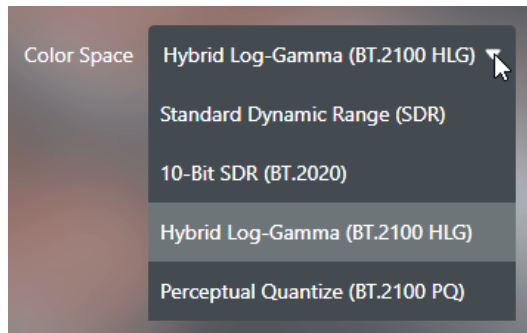 Color Space Hybrid Log-Gamma (BT.2100 HLG)
Standard Dynamic Range (SDR)
10-Bit SDR (BT.2020)
Hybrid Log-Gamma (BT.2100 HLG)
Perceptual Quantize (BT.2100 PQ)